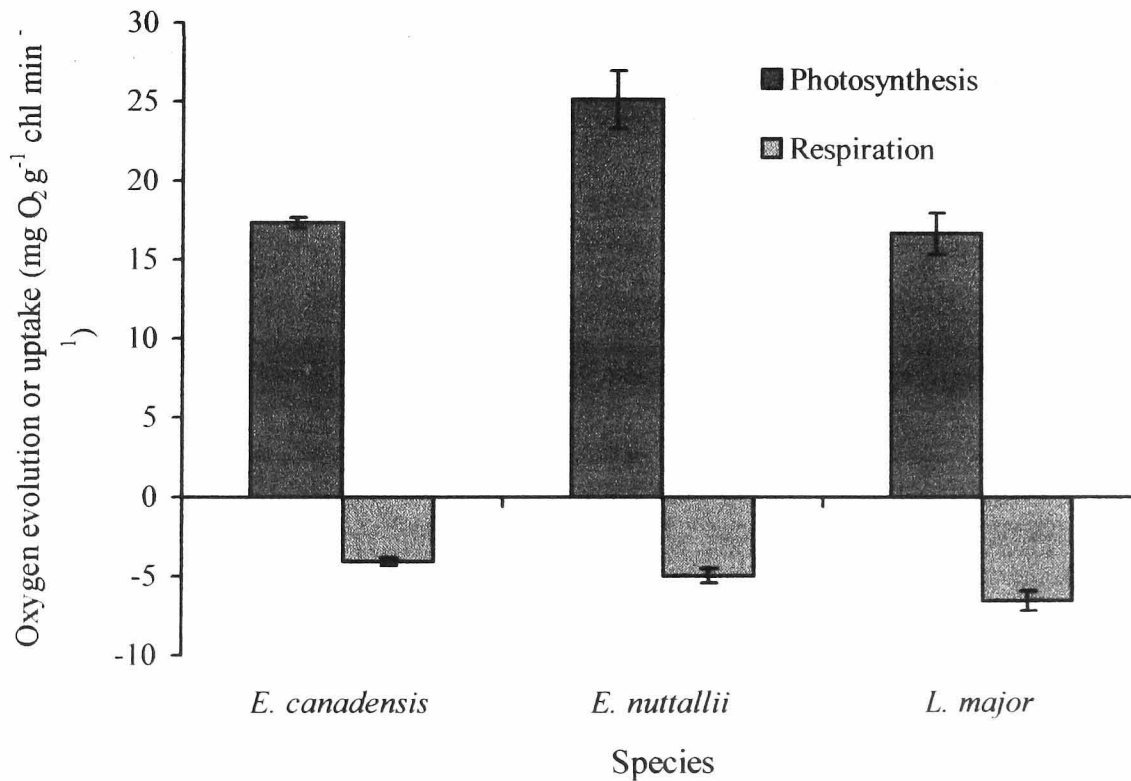 Oxygen evolution or uptake (mg O₂ g⁻¹ chl min⁻
¹)
30
25
20
15
10
5
0
-5
-10
Photosynthesis
Respiration
E. canadensis E. nuttallii L. major
Species